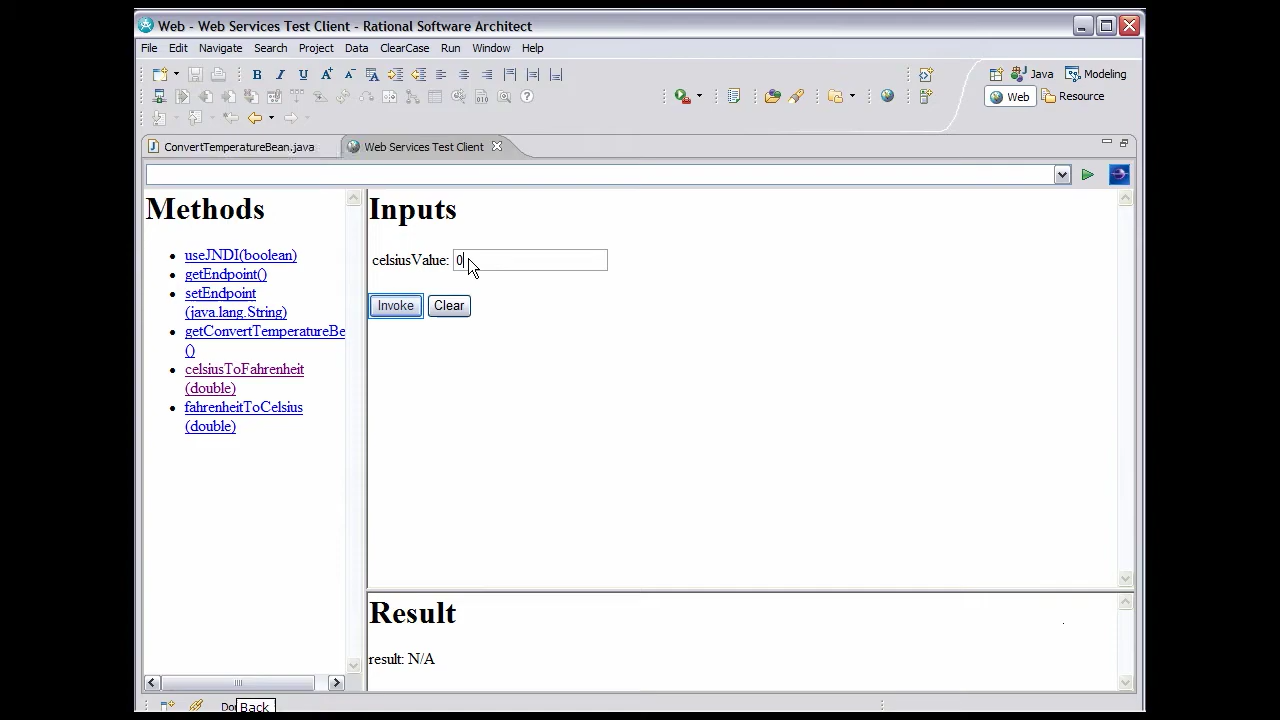 Web - Web Services Test Client - Rational Software Architect
File Edit Navigate Search Project Data ClearCase Run Window Help
B I U A+ A-
Java Modeling
Web Resource
ConvertTemperatureBean.java Web Services Test Client
Methods
useJNDI(boolean)
getEndpoint()
setEndpoint
(java.lang.String)
getConvertTemperatureBe
()
celsiusToFahrenheit
(double)
fahrenheitToCelsius
(double)
Inputs
celsiusValue: 0
Invoke Clear
Result
result: N/A
Back